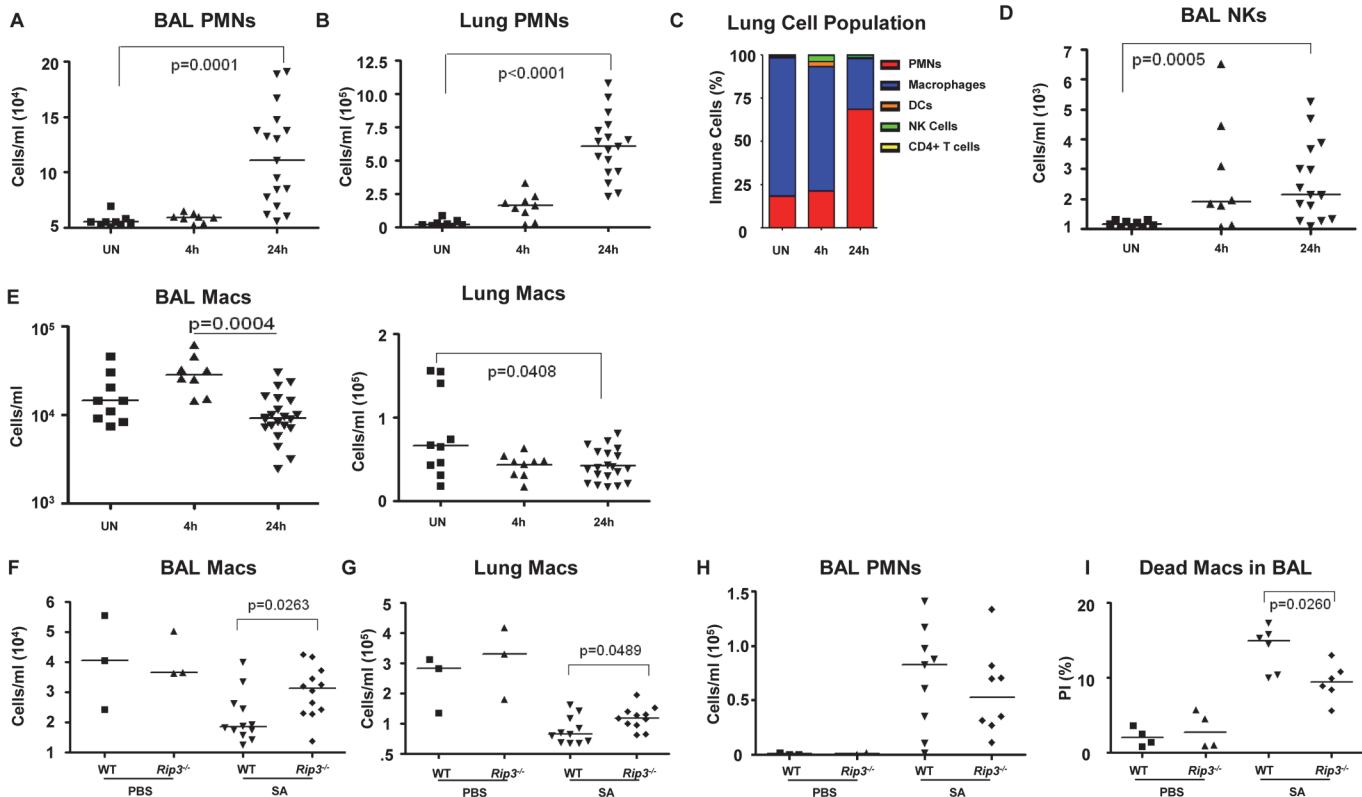 A
BAL PMNs
Cells/ml (10⁴)
20
15
10
5
p=0.0001
UN 4h 24h
B
Lung PMNs
Cells/ml (10⁵)
12.5
10.0
7.5
5.0
2.5
0
p<0.0001
UN 4h 24h
C
Lung Cell Population
Immune Cells (%)
100
75
50
25
0
UN 4h 24h
PMNs
Macrophages
DCs
NK Cells
CD4+ T cells
D
BAL NKs
Cells/ml (10³)
7
6
5
4
3
2
1
p=0.0005
UN 4h 24h
E
BAL Macs
Cells/ml
10⁵
10⁴
10³
p=0.0004
UN 4h 24h
Lung Macs
Cells/ml (10⁵)
2
1
0
p=0.0408
UN 4h 24h
F
BAL Macs
Cells/ml (10⁴)
6
5
4
3
2
1
p=0.0263
WT Rip3⁻/⁻ WT Rip3⁻/⁻
PBS SA
G
Lung Macs
Cells/ml (10⁵)
5
4
3
1
.5
p=0.0489
WT Rip3⁻/⁻ WT Rip3⁻/⁻
PBS SA
H
BAL PMNs
Cells/ml (10⁵)
1.5
1.0
0.5
0
WT Rip3⁻/⁻ WT Rip3⁻/⁻
PBS SA
I
Dead Macs in BAL
PI (%)
20
10
0
p=0.0260
WT Rip3⁻/⁻ WT Rip3⁻/⁻
PBS SA